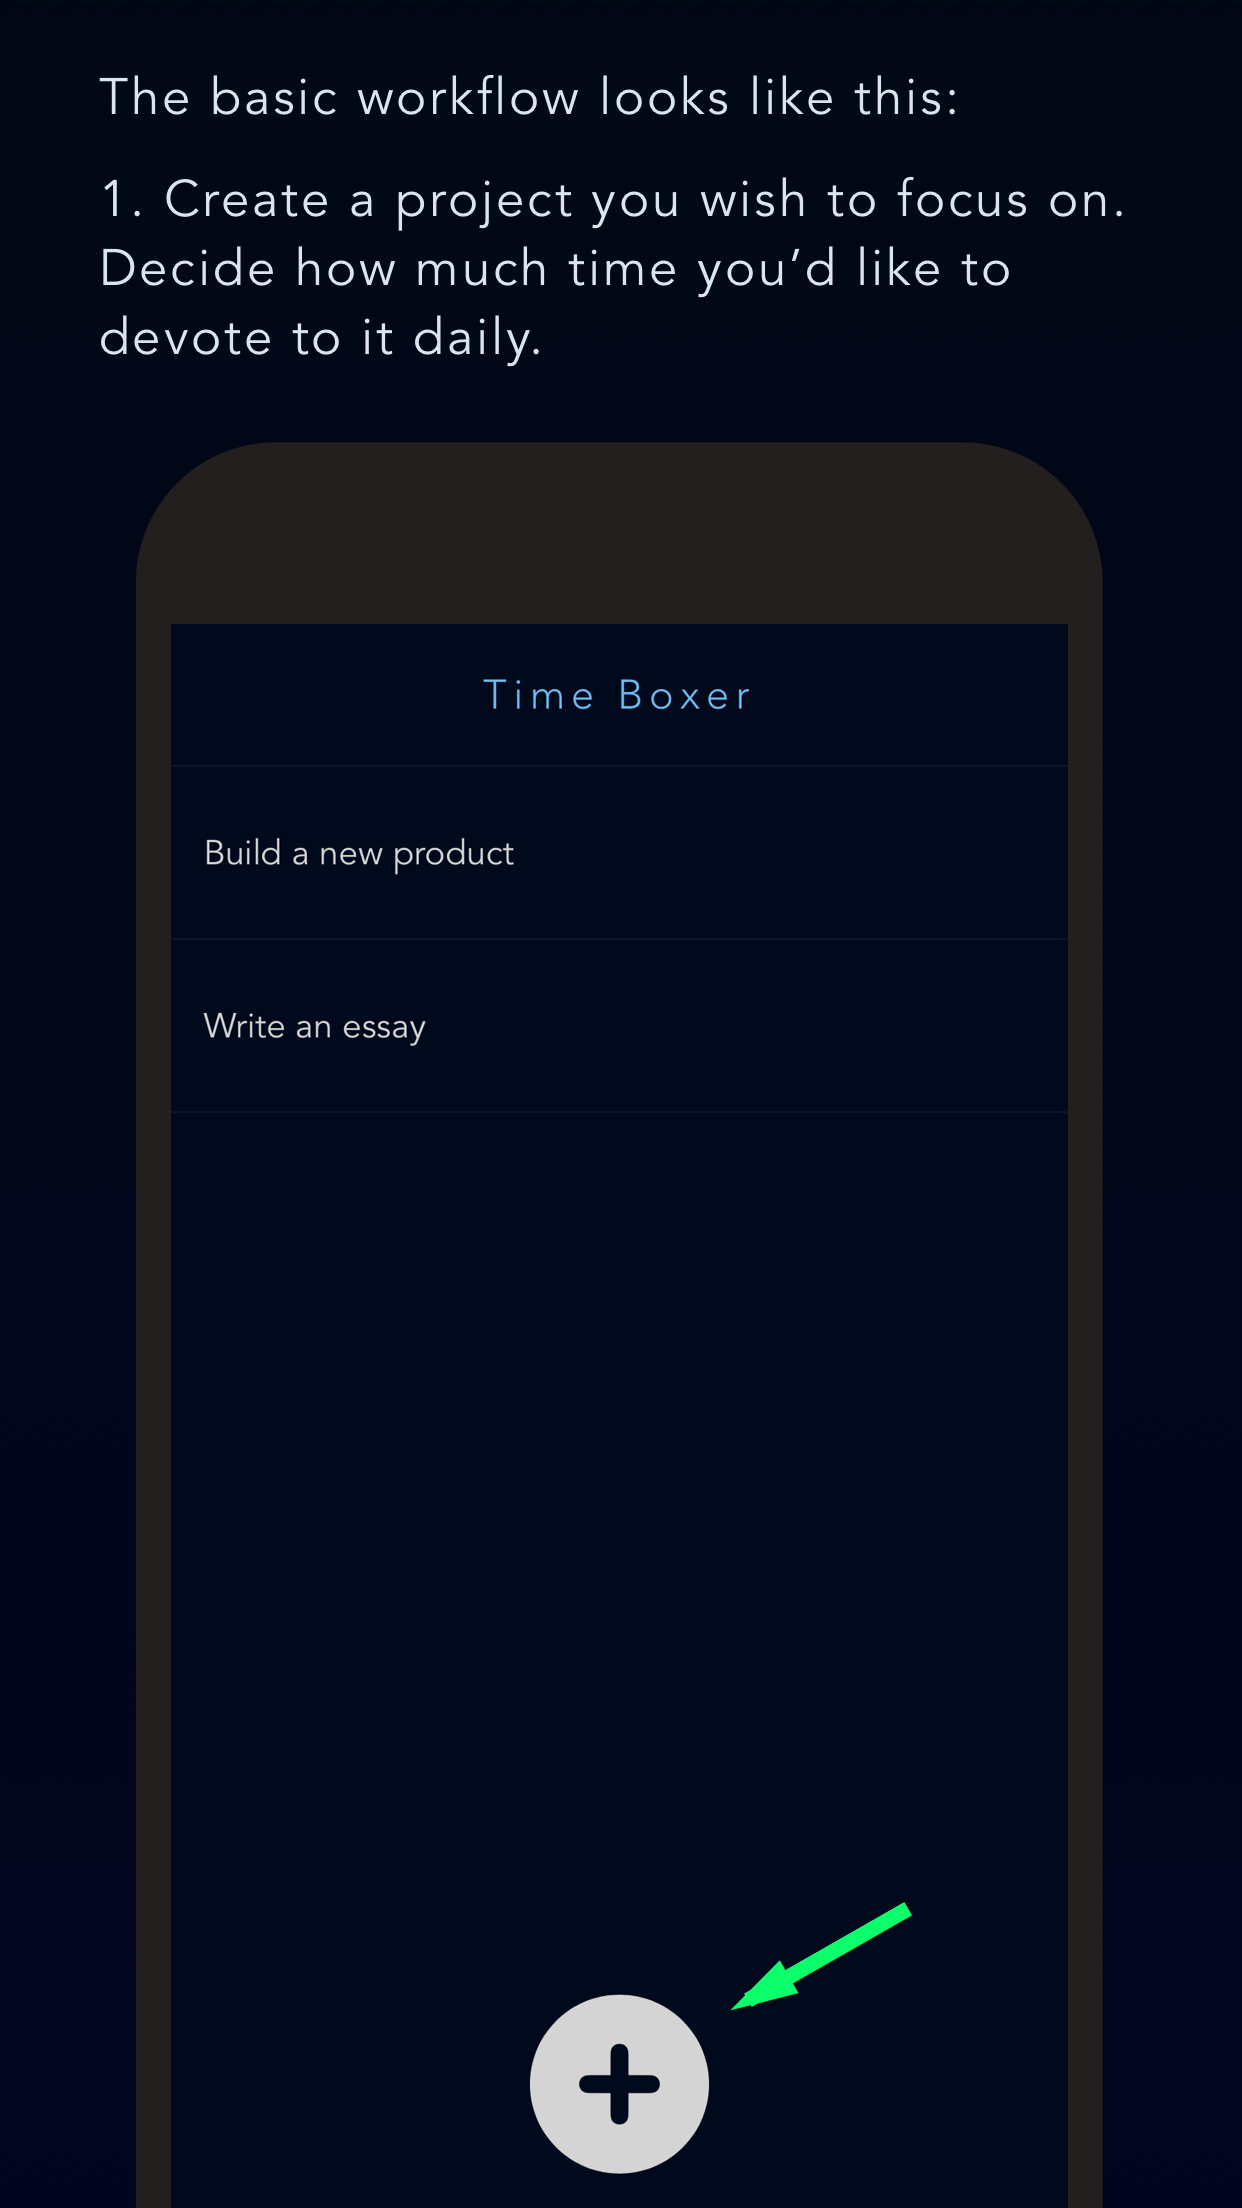 The basic workflow looks like this:
1. Create a project you wish to focus on.
Decide how much time you’d like to
devote to it daily.
Time Boxer
Build a new product
Write an essay